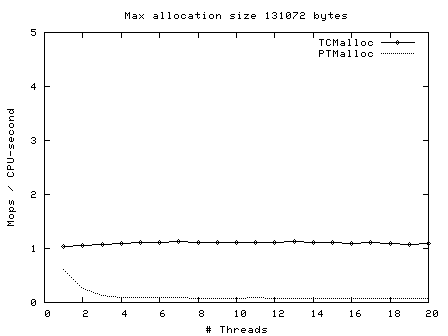 Max allocation size 131072 bytes
TCMalloc
PTMalloc
5
4
3
2
1
0
Mops / CPU-second
0 2 4 6 8 10 12 14 16 18 20
# Threads